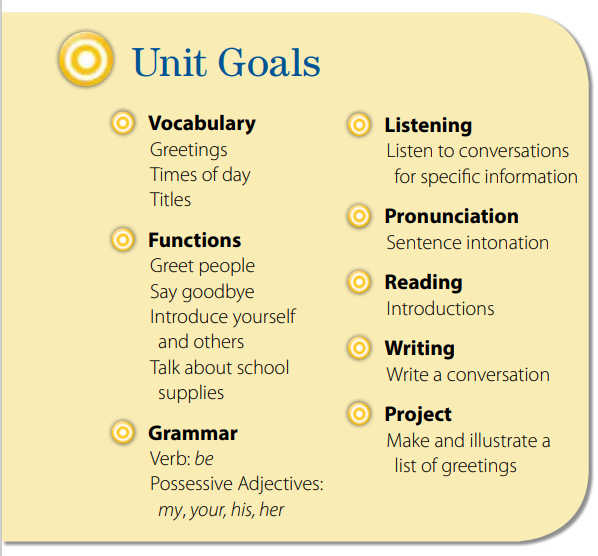 Unit Goals
Vocabulary
Greetings
Times of day
Titles
Functions
Greet people
Say goodbye
Introduce yourself
and others
Talk about school
supplies
Grammar
Verb: be
Possessive Adjectives:
my, your, his, her
Listening
Listen to conversations
for specific information
Pronunciation
Sentence intonation
Reading
Introductions
Writing
Write a conversation
Project
Make and illustrate a
list of greetings